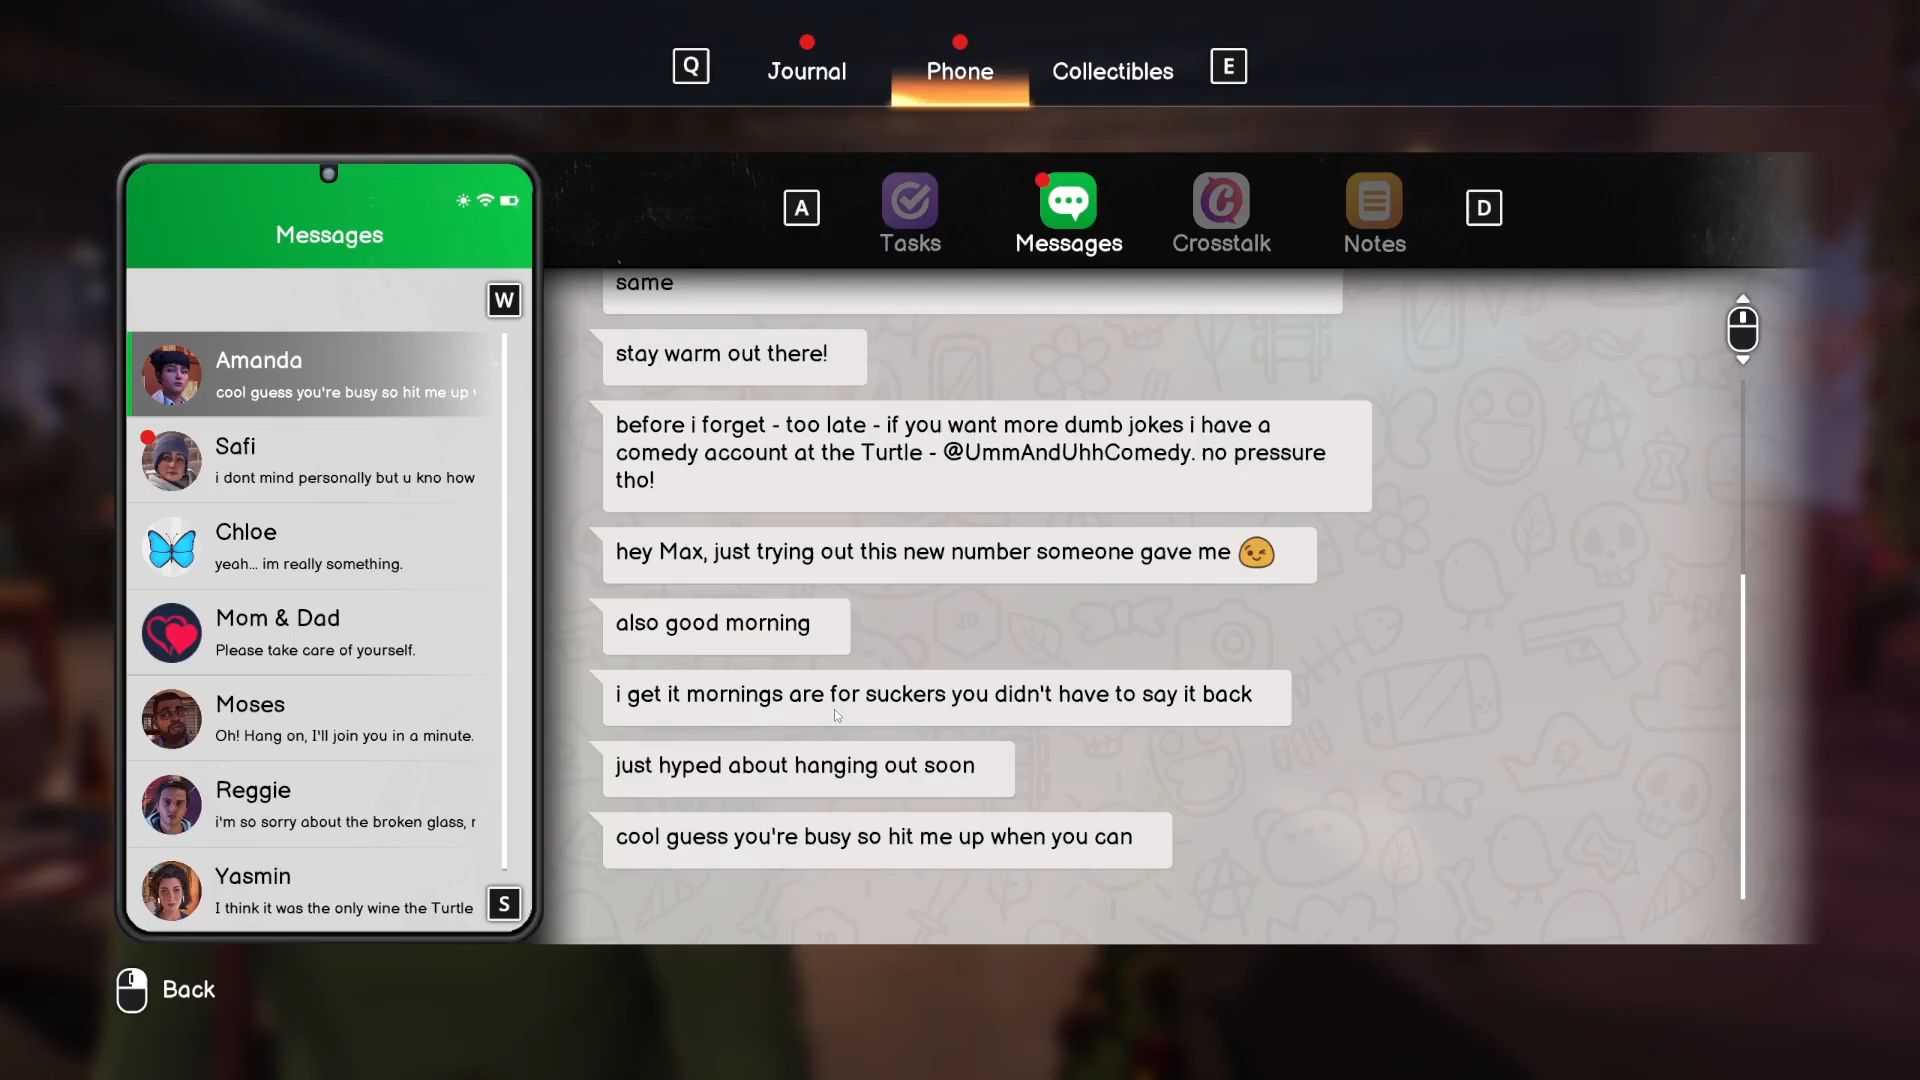 Q
Journal
Phone
Collectibles
E
Messages
A
Tasks
Messages
Crosstalk
Notes
D
W
Amanda
cool guess you're busy so hit me up
Safi
i dont mind personally but u kno how
Chloe
yeah... im really something.
Mom & Dad
Please take care of yourself.
Moses
Oh! Hang on, I'll join you in a minute.
Reggie
i'm so sorry about the broken glass,
Yasmin
I think it was the only wine the Turtle
S
same
stay warm out there!
before i forget - too late - if you want more dumb jokes i have a
comedy account at the Turtle - @UmmAndUhhComedy. no pressure
tho!
hey Max, just trying out this new number someone gave me
also good morning
i get it mornings are for suckers you didn't have to say it back
just hyped about hanging out soon
cool guess you're busy so hit me up when you can
Back